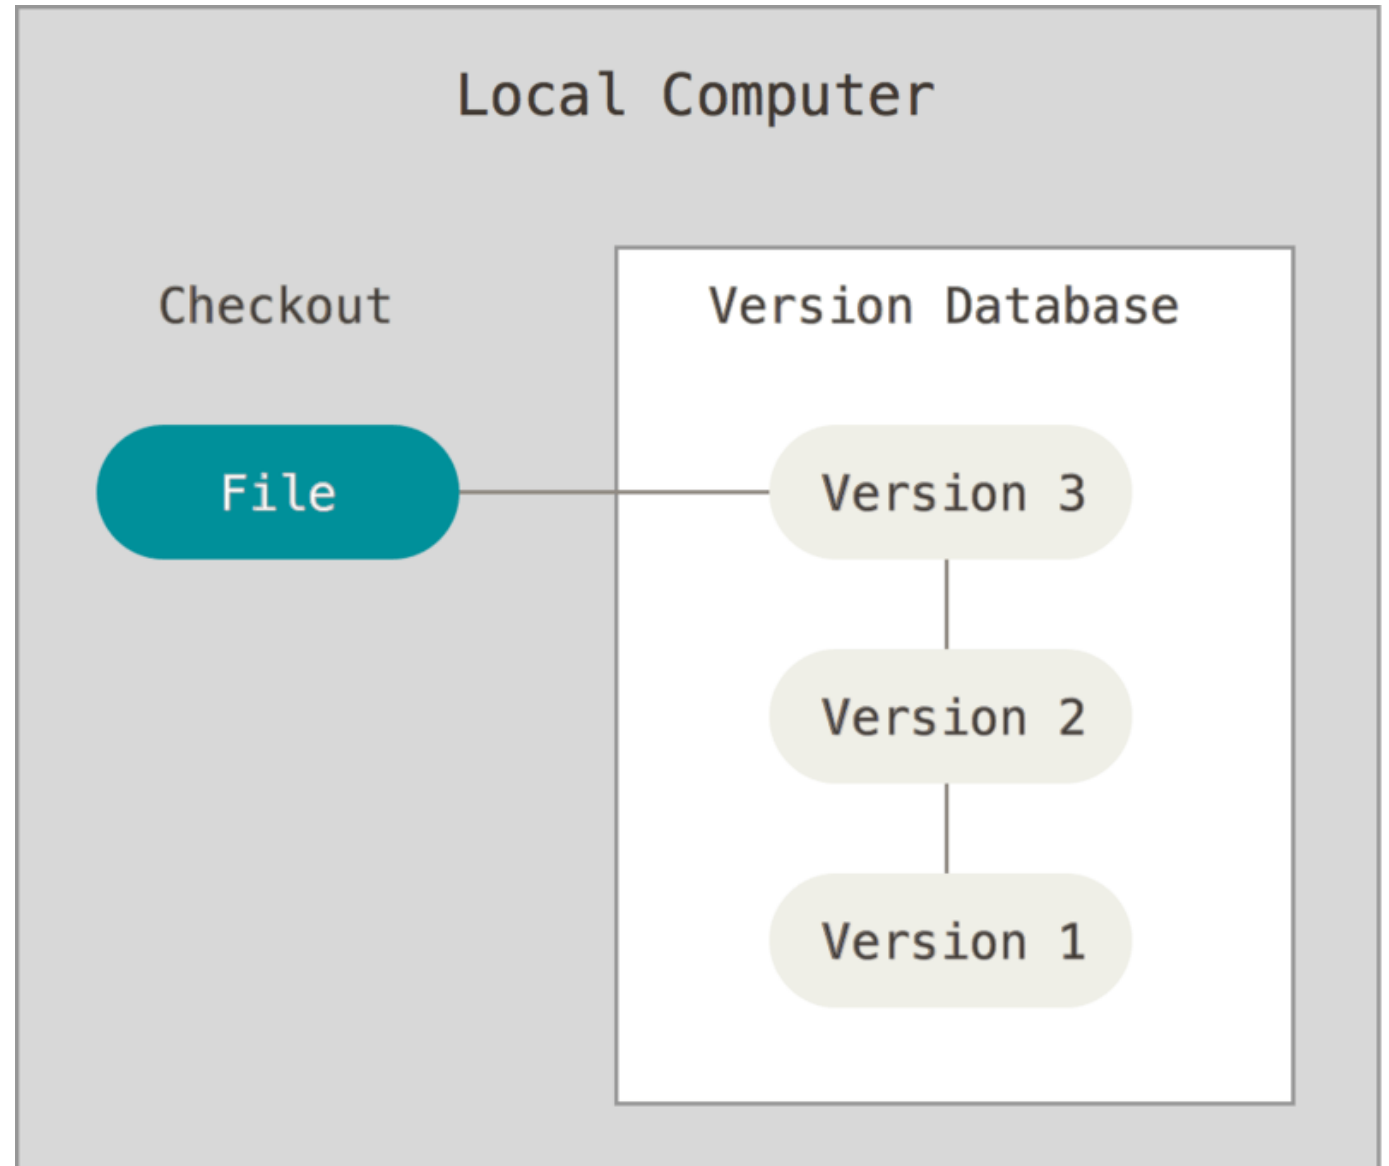 Local Computer
Checkout
Version Database
File
Version 3
Version 2
Version 1